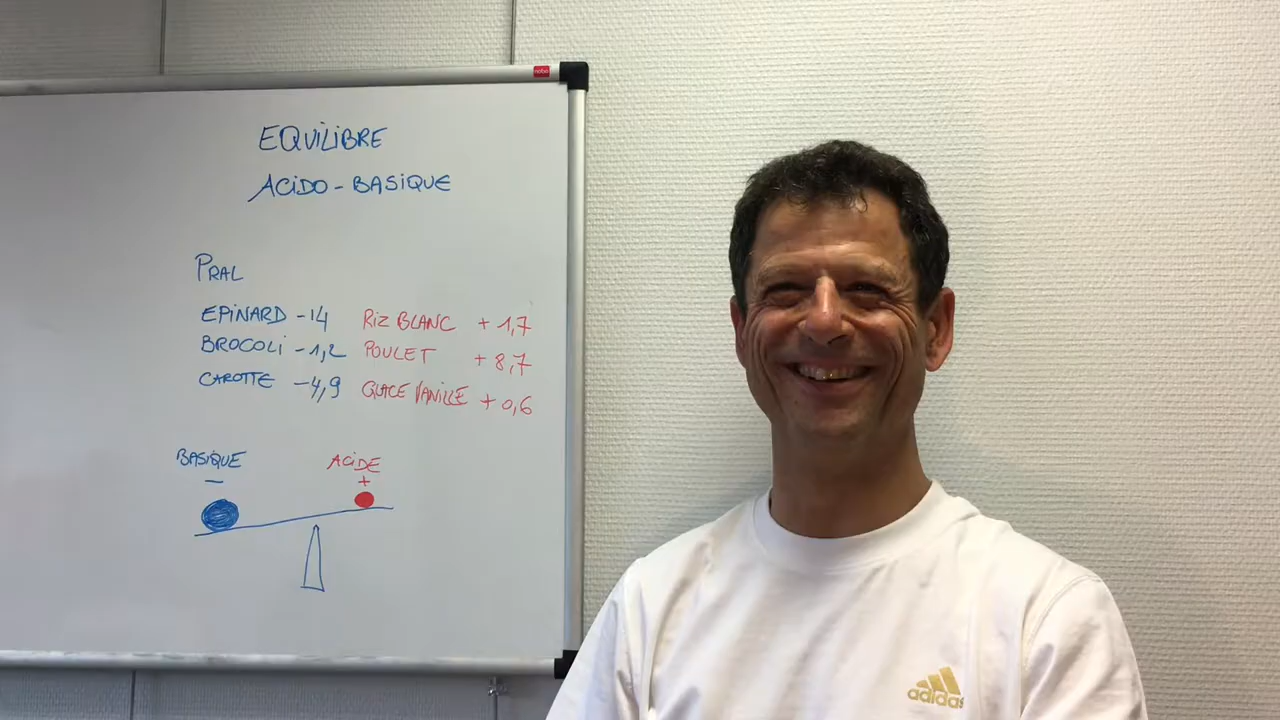 nobo
EQUILIBRE
ACIDO-BASIQUE
PRAL
EPINARD -14 RIZ BLANC +1,7
BROCOLI -1,2 POULET +8,7
CAROTTE -4,9 GLACE VANILLE +0,6
BASIQUE ACIDE
- +
adidas